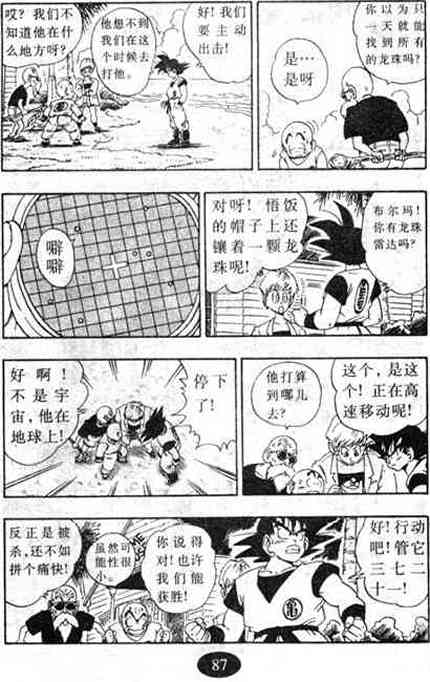 你以为只
一天就能
找到所有
的龙珠吗?
是…
是呀
好!我们
要主动
出击!
他想不到
我们在这
个时候去
打他。
哎?我们不
知道他在什
么地方呀?
布尔玛!
你有龙珠
雷达吗?
对呀!悟饭
的帽子上还
镶着一颗龙
珠呢!
噼
噼
这个,是这
个!正在高
速移动呢!
他打算
到哪儿
去?
停下
了!
好啊!
不是宇
宙,他在
地球上!
好!行动
吧!管它
三七二
十一!
你说得
对!也许
我们能
获胜!
虽然可
能性很
小。
反正是被
杀,还不如
拼个痛快!
龟
87